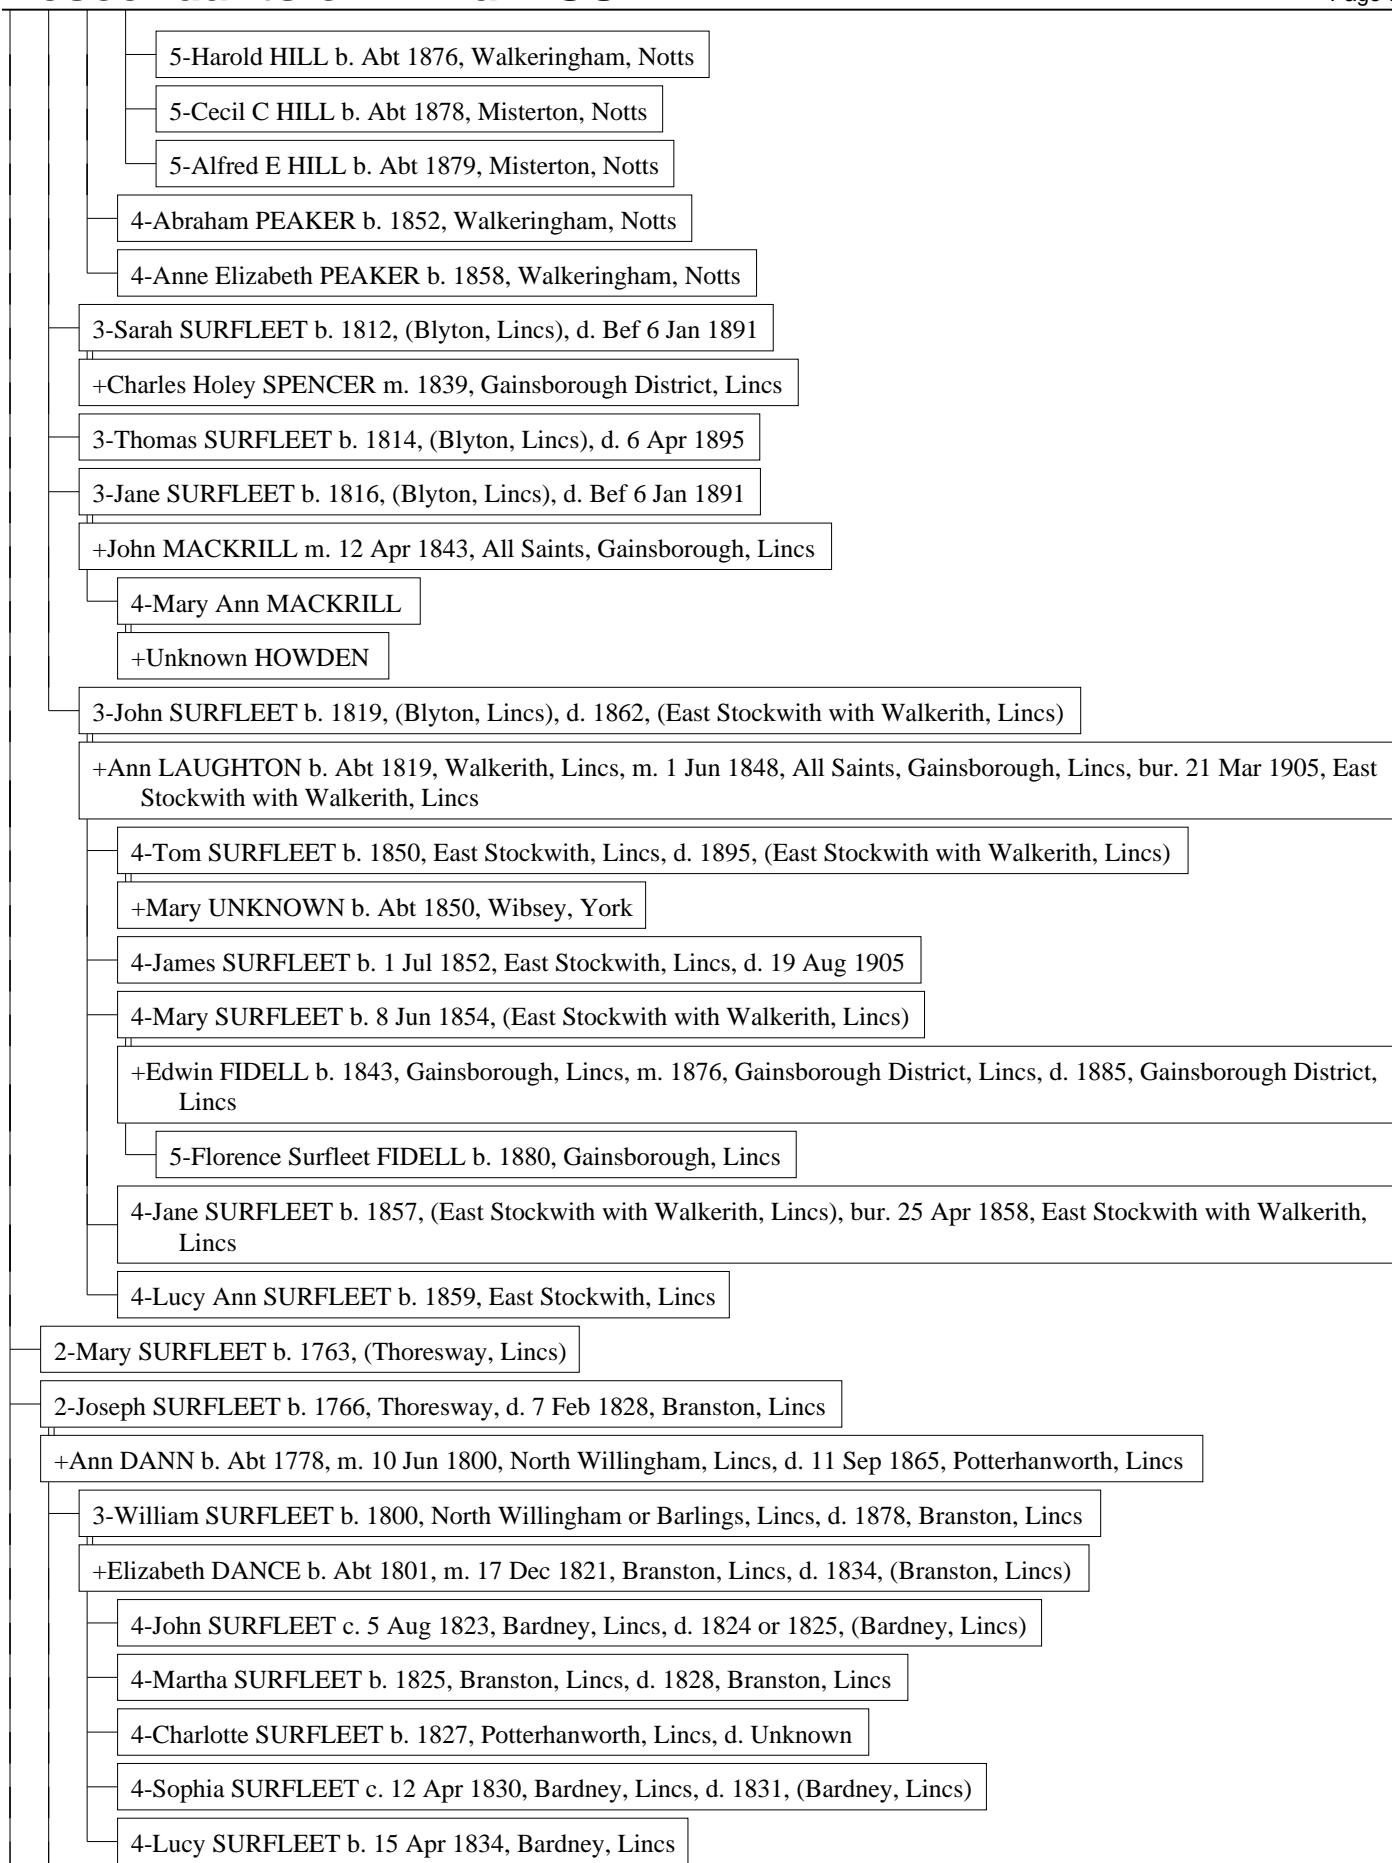 5-Harold HILL b. Abt 1876, Walkeringham, Notts
5-Cecil C HILL b. Abt 1878, Misterton, Notts
5-Alfred E HILL b. Abt 1879, Misterton, Notts
4-Abraham PEAKER b. 1852, Walkeringham, Notts
4-Anne Elizabeth PEAKER b. 1858, Walkeringham, Notts
3-Sarah SURFLEET b. 1812, (Blyton, Lincs), d. Bef 6 Jan 1891
+Charles Holey SPENCER m. 1839, Gainsborough District, Lincs
3-Thomas SURFLEET b. 1814, (Blyton, Lincs), d. 6 Apr 1895
3-Jane SURFLEET b. 1816, (Blyton, Lincs), d. Bef 6 Jan 1891
+John MACKRILL m. 12 Apr 1843, All Saints, Gainsborough, Lincs
4-Mary Ann MACKRILL
+Unknown HOWDEN
3-John SURFLEET b. 1819, (Blyton, Lincs), d. 1862, (East Stockwith with Walkerith, Lincs)
+Ann LAUGHTON b. Abt 1819, Walkerith, Lincs, m. 1 Jun 1848, All Saints, Gainsborough, Lincs, bur. 21 Mar 1905, East
Stockwith with Walkerith, Lincs
4-Tom SURFLEET b. 1850, East Stockwith, Lincs, d. 1895, (East Stockwith with Walkerith, Lincs)
+Mary UNKNOWN b. Abt 1850, Wibsey, York
4-James SURFLEET b. 1 Jul 1852, East Stockwith, Lincs, d. 19 Aug 1905
4-Mary SURFLEET b. 8 Jun 1854, (East Stockwith with Walkerith, Lincs)
+Edwin FIDELL b. 1843, Gainsborough, Lincs, m. 1876, Gainsborough District, Lincs, d. 1885, Gainsborough District,
Lincs
5-Florence Surfleet FIDELL b. 1880, Gainsborough, Lincs
4-Jane SURFLEET b. 1857, (East Stockwith with Walkerith, Lincs), bur. 25 Apr 1858, East Stockwith with Walkerith,
Lincs
4-Lucy Ann SURFLEET b. 1859, East Stockwith, Lincs
2-Mary SURFLEET b. 1763, (Thoresway, Lincs)
2-Joseph SURFLEET b. 1766, Thoresway, d. 7 Feb 1828, Branston, Lincs
+Ann DANN b. Abt 1778, m. 10 Jun 1800, North Willingham, Lincs, d. 11 Sep 1865, Potterhanworth, Lincs
3-William SURFLEET b. 1800, North Willingham or Barlings, Lincs, d. 1878, Branston, Lincs
+Elizabeth DANCE b. Abt 1801, m. 17 Dec 1821, Branston, Lincs, d. 1834, (Branston, Lincs)
4-John SURFLEET c. 5 Aug 1823, Bardney, Lincs, d. 1824 or 1825, (Bardney, Lincs)
4-Martha SURFLEET b. 1825, Branston, Lincs, d. 1828, Branston, Lincs
4-Charlotte SURFLEET b. 1827, Potterhanworth, Lincs, d. Unknown
4-Sophia SURFLEET c. 12 Apr 1830, Bardney, Lincs, d. 1831, (Bardney, Lincs)
4-Lucy SURFLEET b. 15 Apr 1834, Bardney, Lincs